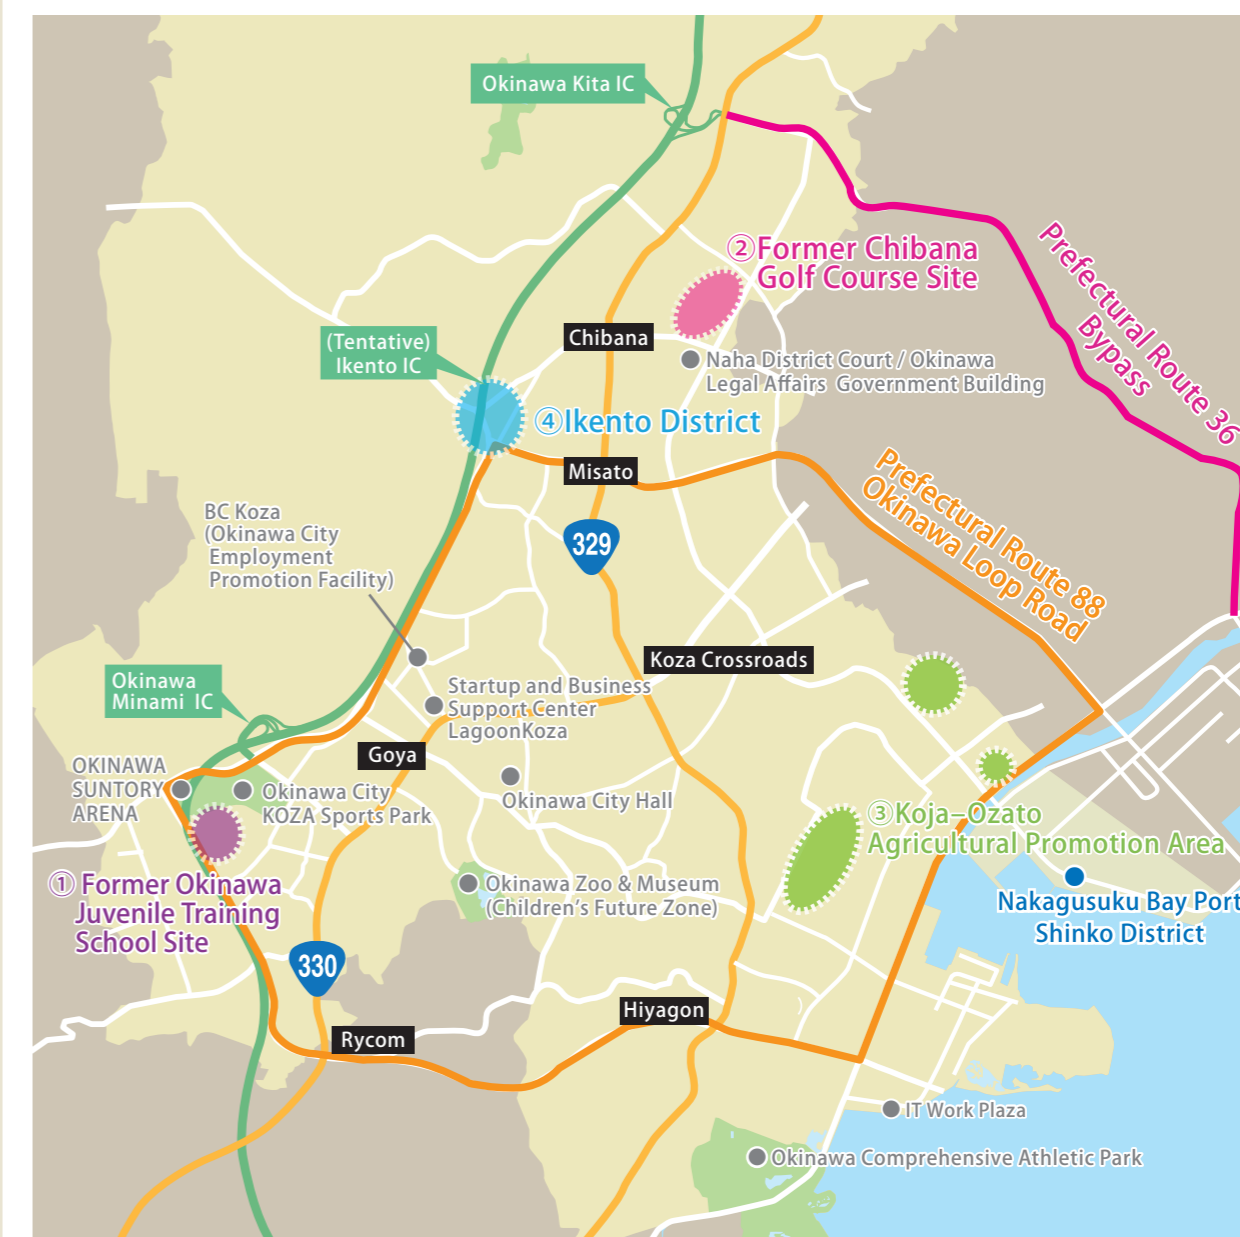 Okinawa Kita IC
②Former Chibana
Golf Course Site
Prefectural Route 36
Bypass
(Tentative)
Ikento IC
Chibana
Naha District Court / Okinawa
Legal Affairs Government Building
④Ikento District
Misato
Prefectural Route 88
Okinawa Loop Road
BC Koza
(Okinawa City
Employment
Promotion Facility)
329
Koza Crossroads
Okinawa
Minami IC
Startup and Business
Support Center
LagoonKoza
Goya
OKINAWA
SUNTORY
ARENA
Okinawa City
KOZA Sports Park
Okinawa City Hall
③Koja–Ozato
Agricultural Promotion Area
① Former Okinawa
Juvenile Training
School Site
Okinawa Zoo & Museum
(Children's Future Zone)
Nakagusuku Bay Port
Shinko District
330
Hiyagon
Rycom
IT Work Plaza
Okinawa Comprehensive Athletic Park